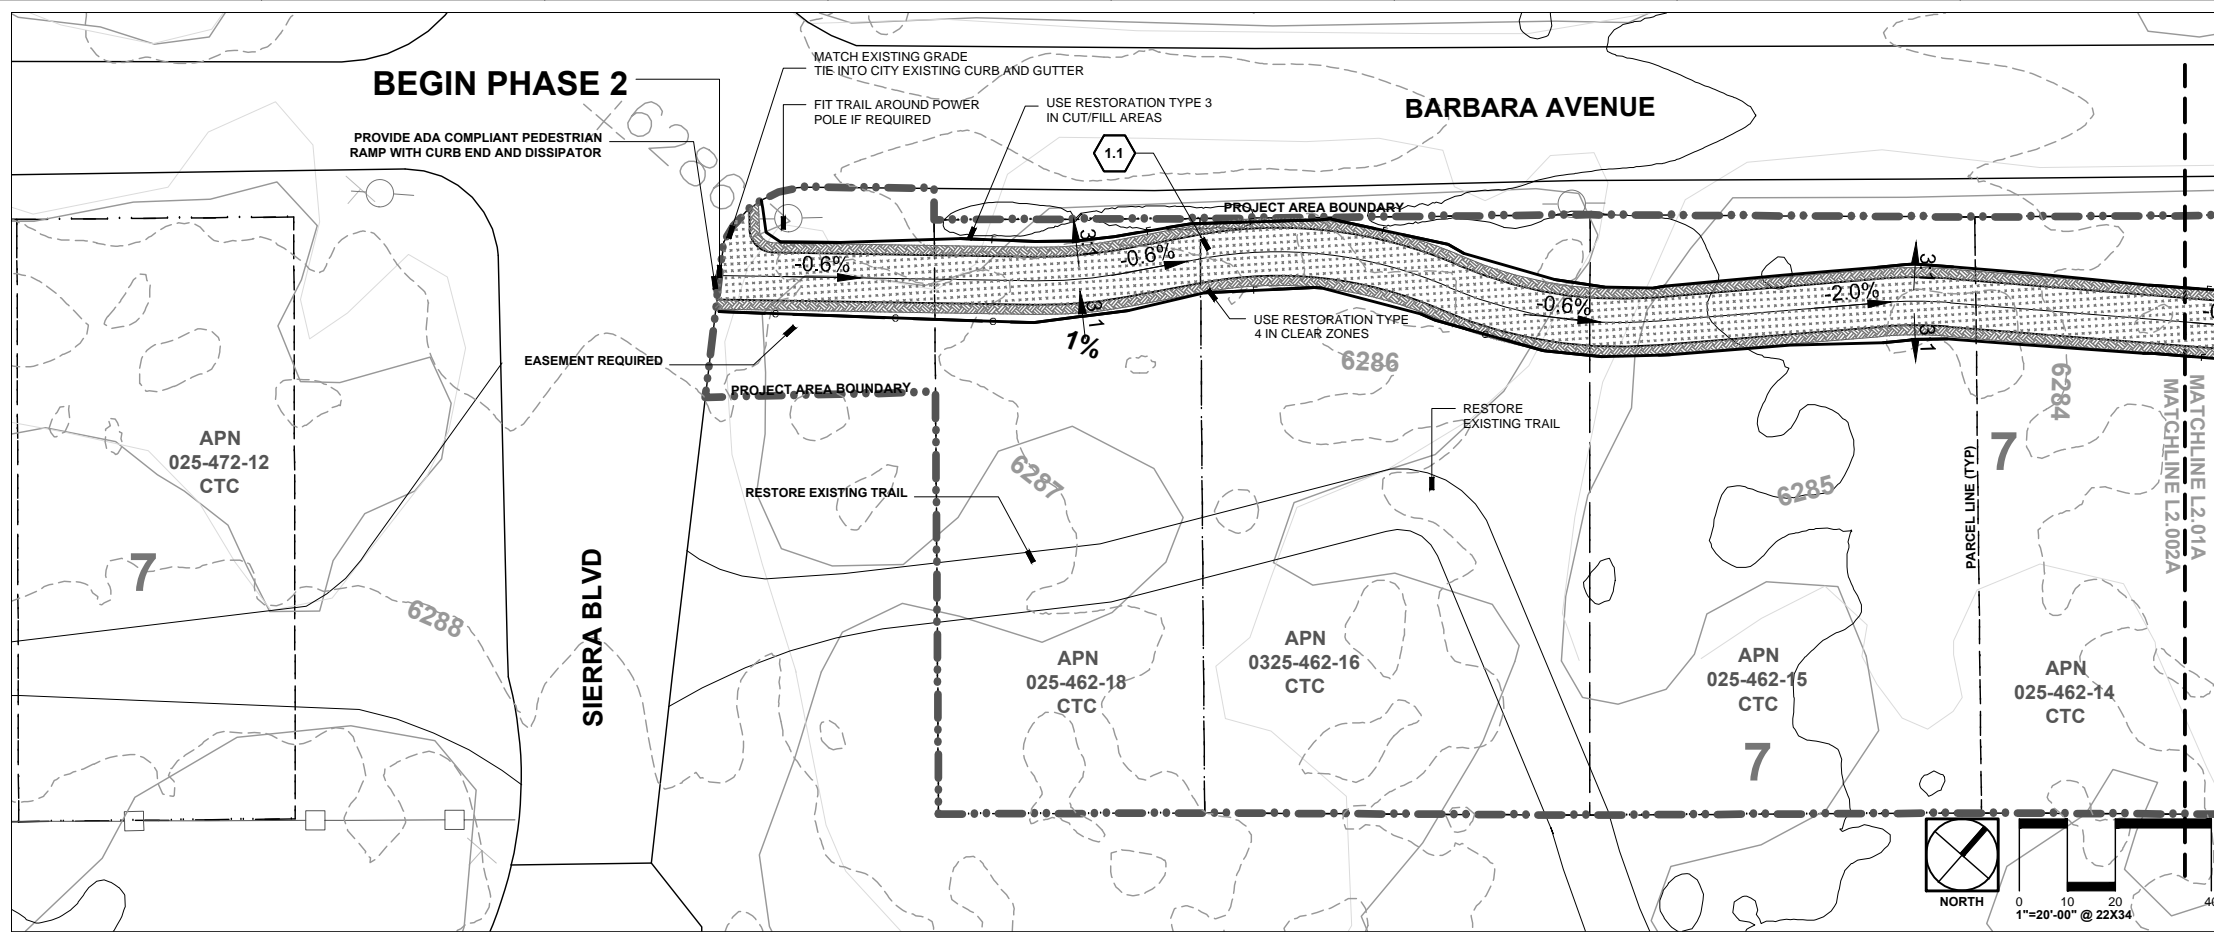 BEGIN PHASE 2
MATCH EXISTING GRADE
TIE INTO CITY EXISTING CURB AND GUTTER
FIT TRAIL AROUND POWER
POLE IF REQUIRED
USE RESTORATION TYPE 3
IN CUT/FILL AREAS
BARBARA AVENUE
PROVIDE ADA COMPLIANT PEDESTRIAN
RAMP WITH CURB END AND DISSIPATOR
6288
1.1
PROJECT AREA BOUNDARY
-0.6%
3:1
-0.6%
3:1
-0.6%
-2.0%
3:1
3:1
1%
USE RESTORATION TYPE
4 IN CLEAR ZONES
EASEMENT REQUIRED
PROJECT AREA BOUNDARY
6286
6284
MATCHLINE L2.002A
MATCHLINE L2.01A
RESTORE
EXISTING TRAIL
APN
025-472-12
CTC
7
6287
RESTORE EXISTING TRAIL
6285
PARCEL LINE (TYP)
7
6288
SIERRA BLVD
APN
025-462-18
CTC
APN
0325-462-16
CTC
APN
025-462-15
CTC
7
APN
025-462-14
CTC
NORTH
0 10 20 40
1"=20'-00" @ 22X34